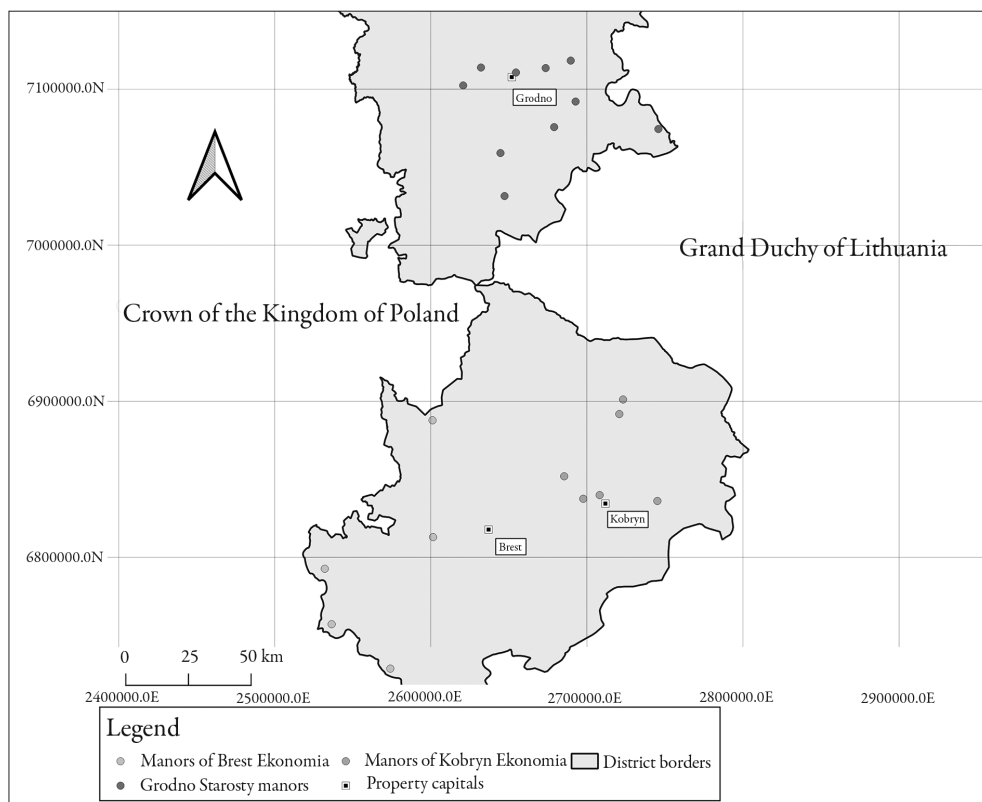 7100000.0N
Grodno
7000000.0N
Grand Duchy of Lithuania
Crown of the Kingdom of Poland
6900000.0N
Kobryn
Brest
6800000.0N
0 25 50 km
2400000.0E 2500000.0E 2600000.0E 2700000.0E 2800000.0E 2900000.0E
Legend
Manors of Brest Ekonomia Manors of Kobryn Ekonomia District borders
Grodno Starosty manors Property capitals